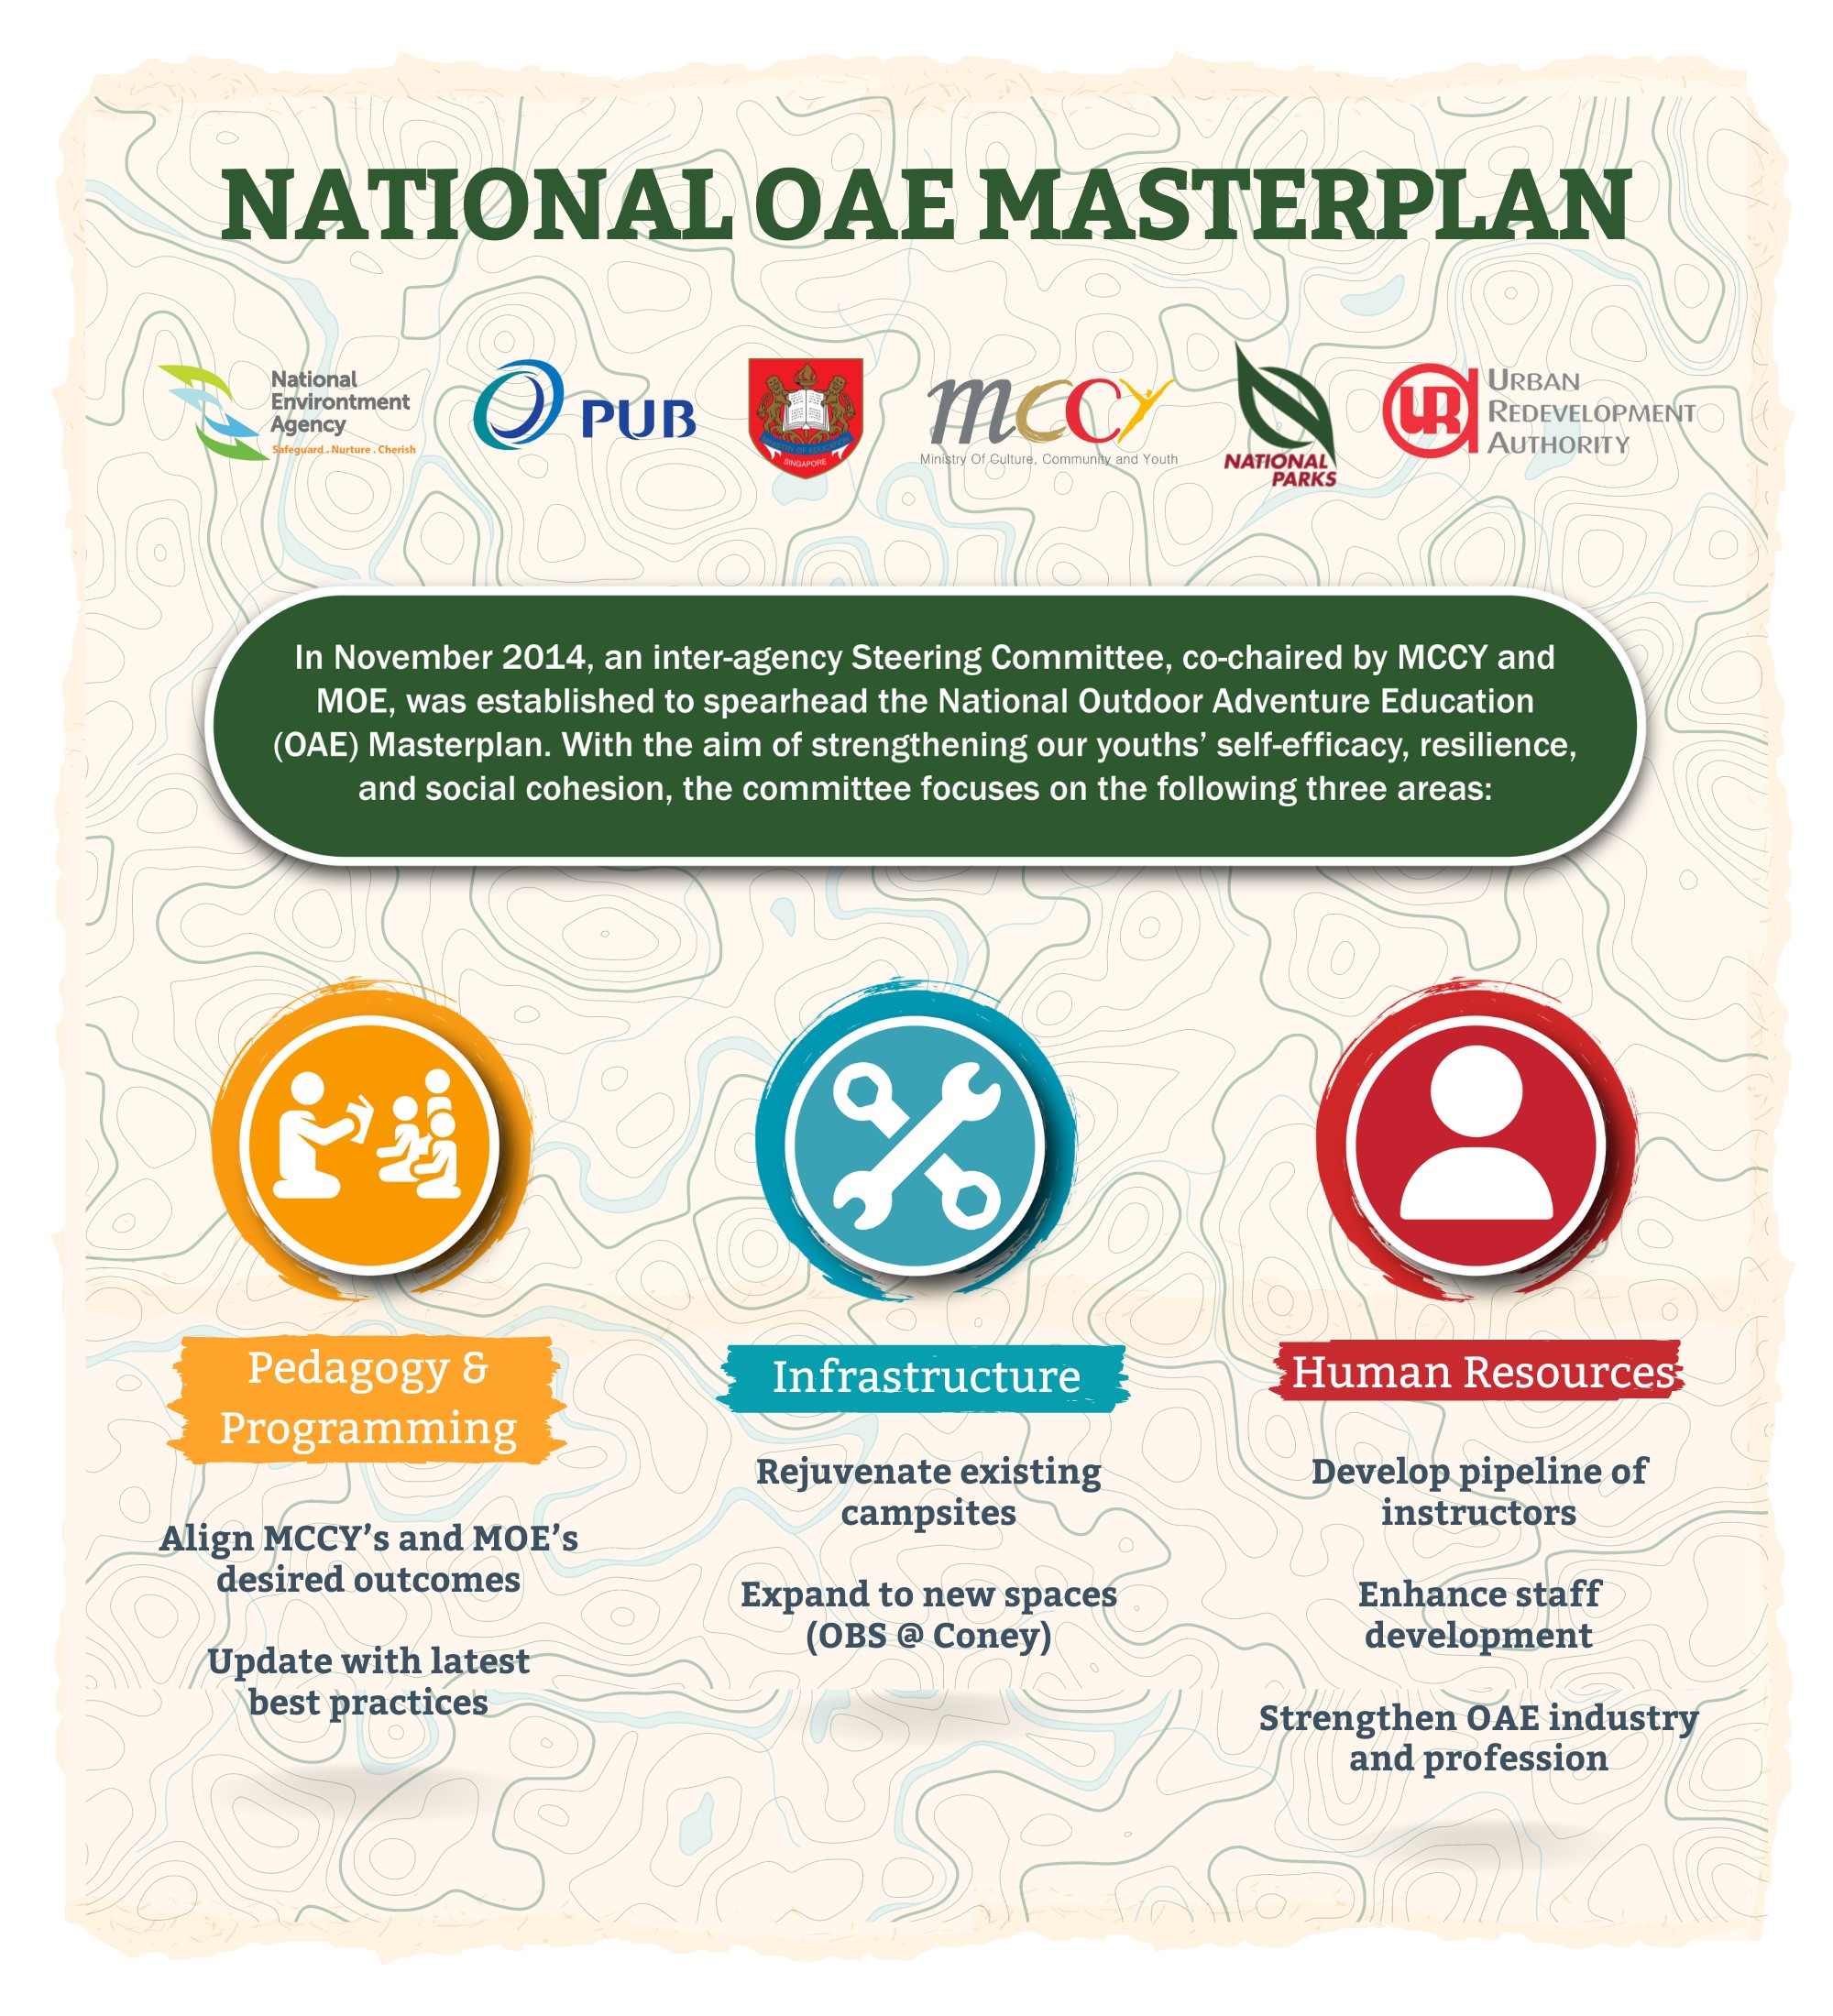 NATIONAL OAE MASTERPLAN
National
Environtment
Agency
Safeguard . Nurture . Cherish
PUB
MINISTRY OF EDUCATION
SINGAPORE
mccy
Ministry Of Culture, Community and Youth
NATIONAL
PARKS
URA
URBAN
REDEVELOPMENT
AUTHORITY
In November 2014, an inter-agency Steering Committee, co-chaired by MCCY and
MOE, was established to spearhead the National Outdoor Adventure Education
(OAE) Masterplan. With the aim of strengthening our youths’ self-efficacy, resilience,
and social cohesion, the committee focuses on the following three areas:
Pedagogy &
Programming
Align MCCY’s and MOE’s
desired outcomes
Update with latest
best practices
Infrastructure
Rejuvenate existing
campsites
Expand to new spaces
(OBS @ Coney)
Human Resources
Develop pipeline of
instructors
Enhance staff
development
Strengthen OAE industry
and profession